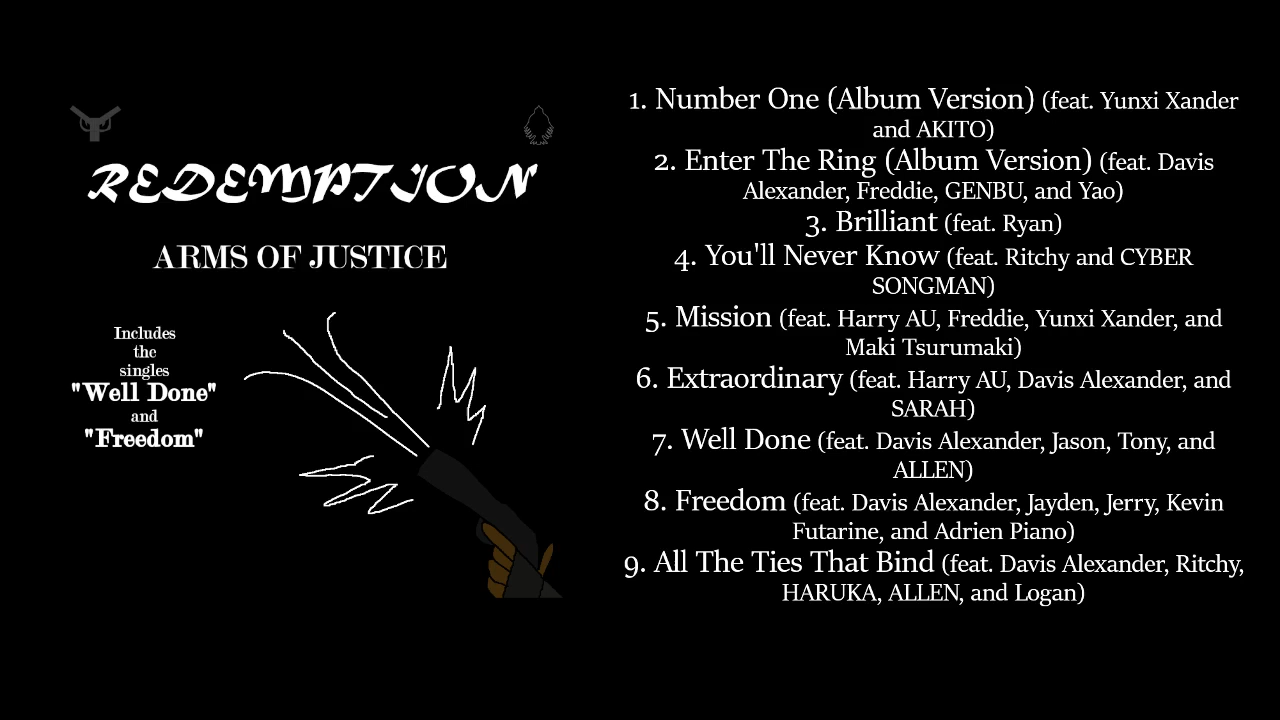 REDEMPTION
ARMS OF JUSTICE
Includes
the
singles
"Well Done"
and
"Freedom"
1. Number One (Album Version) (feat. Yunxi Xander
and AKITO)
2. Enter The Ring (Album Version) (feat. Davis
Alexander, Freddie, GENBU, and Yao)
3. Brilliant (feat. Ryan)
4. You'll Never Know (feat. Ritchy and CYBER
SONGMAN)
5. Mission (feat. Harry AU, Freddie, Yunxi Xander, and
Maki Tsurumaki)
6. Extraordinary (feat. Harry AU, Davis Alexander, and
SARAH)
7. Well Done (feat. Davis Alexander, Jason, Tony, and
ALLEN)
8. Freedom (feat. Davis Alexander, Jayden, Jerry, Kevin
Futarine, and Adrien Piano)
9. All The Ties That Bind (feat. Davis Alexander, Ritchy,
HARUKA, ALLEN, and Logan)